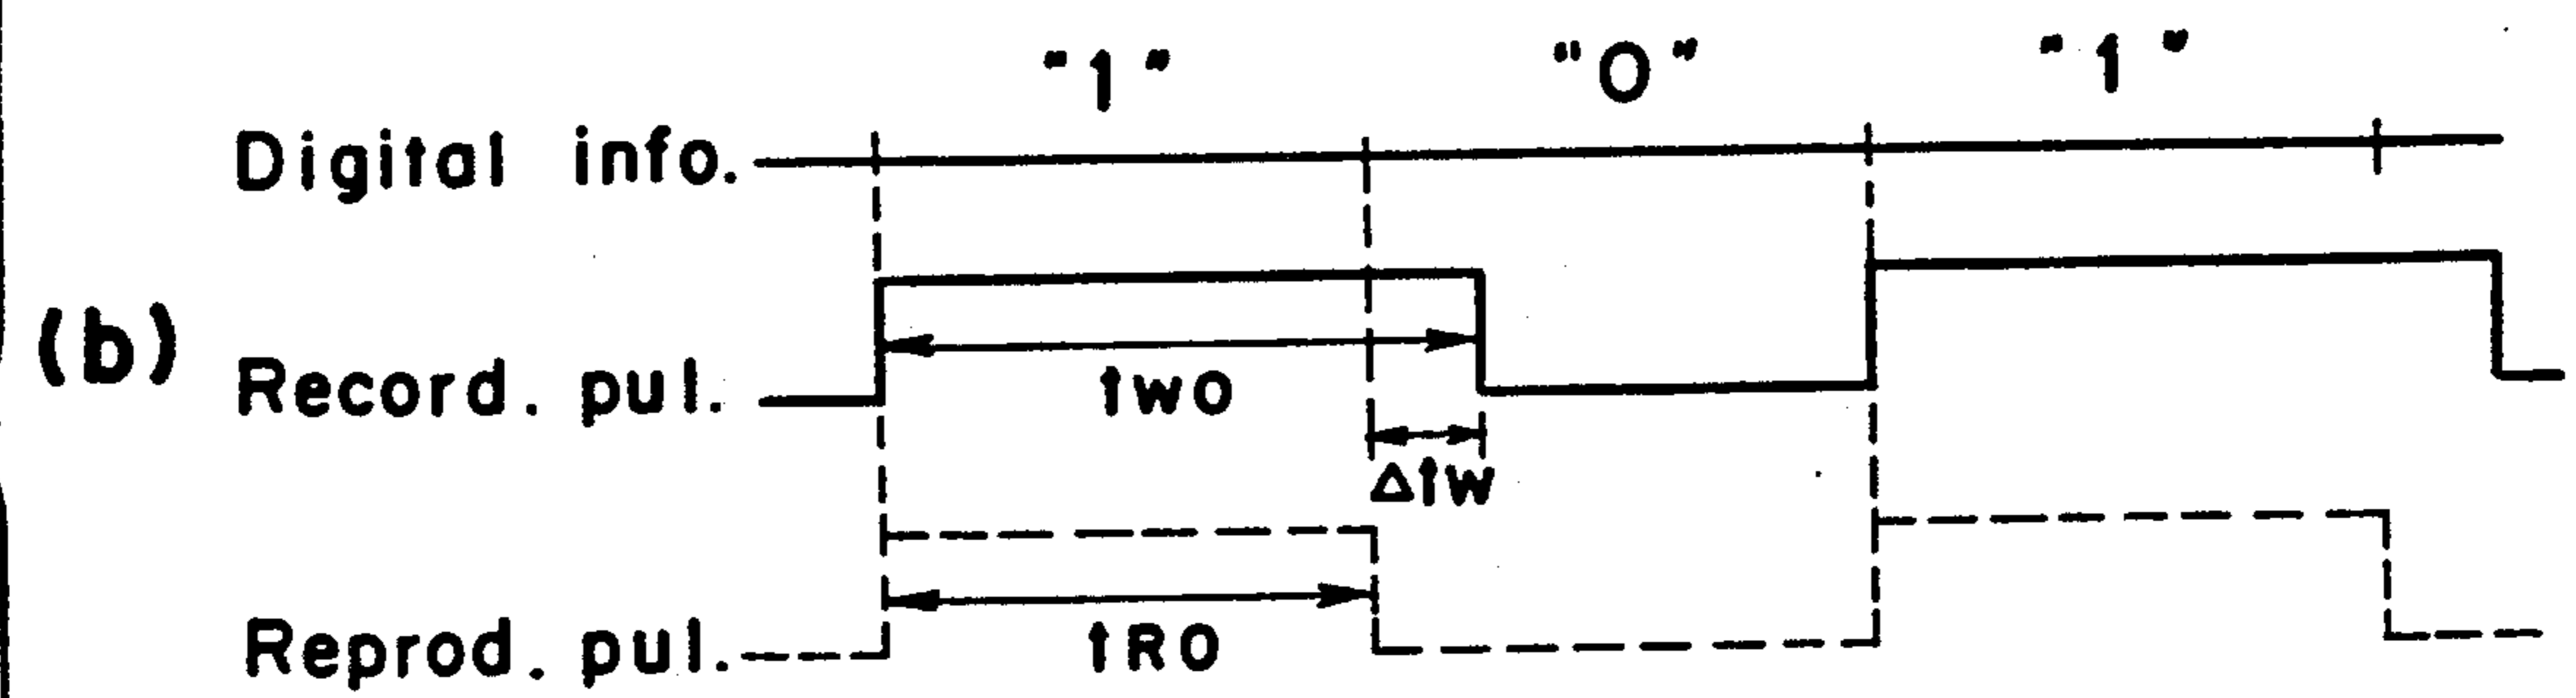 "1" "0" "1"
Digital info.
(b) Record. pul.
two
Δtw
Reprod. pul.
tRO